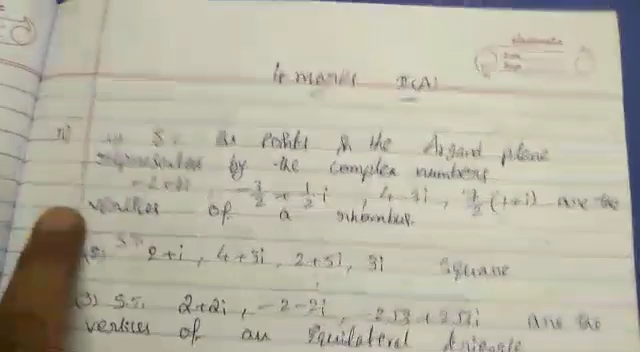 4 marks II(A)
S. the points in the Argand plane
by the complex numbers
-2+7i -3/2 + 1/2 i, 4-3i, 7/2 (1+i) are the
vertices of a rhombus.
S.T. 2+i, 4+3i, 2+5i, 3i Square
(3) S.T. 2+2i, -2-2i, -2√3+2√3i are the
vertices of an Equilateral triangle